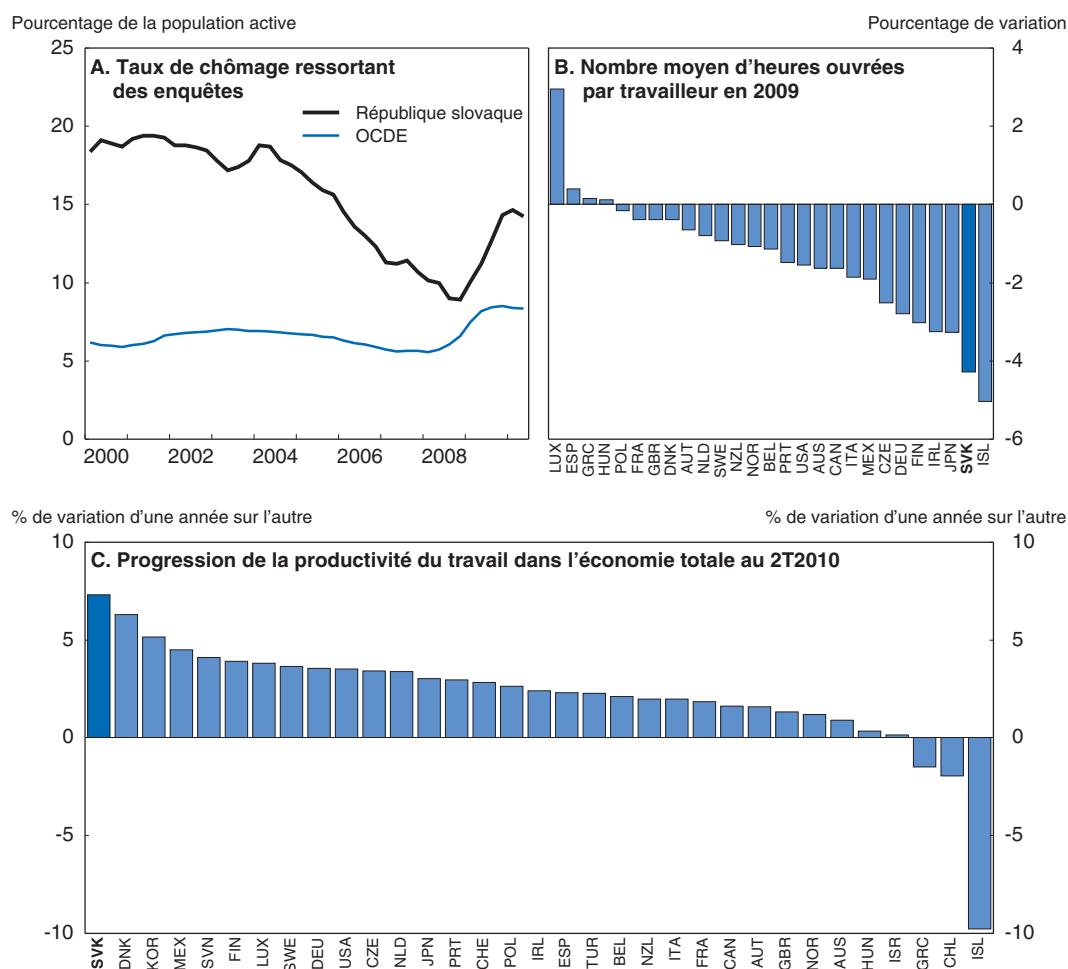 Pourcentage de la population active
Pourcentage de variation
A. Taux de chômage ressortant
des enquêtes
République slovaque
OCDE
25
20
15
10
5
0
2000 2002 2004 2006 2008
B. Nombre moyen d’heures ouvrées
par travailleur en 2009
4
2
0
-2
-4
-6
LUX ESP GRC HUN POL FRA GBR DNK AUT NLD SWE NZL NOR BEL PRT USA AUS CAN ITA MEX CZE DEU FIN IRL JPN SVK ISL
% de variation d’une année sur l’autre
% de variation d’une année sur l’autre
C. Progression de la productivité du travail dans l’économie totale au 2T2010
10 10
5 5
0 0
-5 -5
-10 -10
SVK DNK KOR MEX SVN FIN LUX SWE DEU USA CZE NLD JPN PRT CHE POL IRL ESP TUR BEL NZL ITA FRA CAN AUT GBR NOR AUS HUN ISR GRC CHL ISL